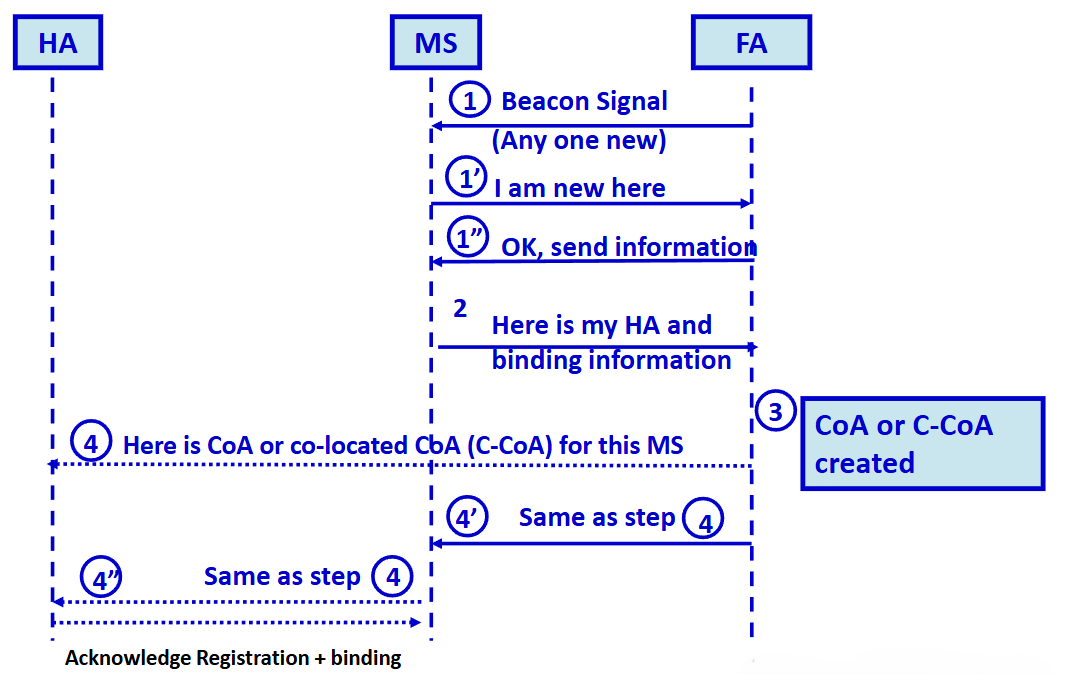 HA
MS
FA
1 Beacon Signal
(Any one new)
1’ I am new here
1” OK, send information
2
Here is my HA and
binding information
3
CoA or C-CoA
created
4 Here is CoA or co-located CoA (C-CoA) for this MS
4’ Same as step 4
4” Same as step 4
Acknowledge Registration + binding